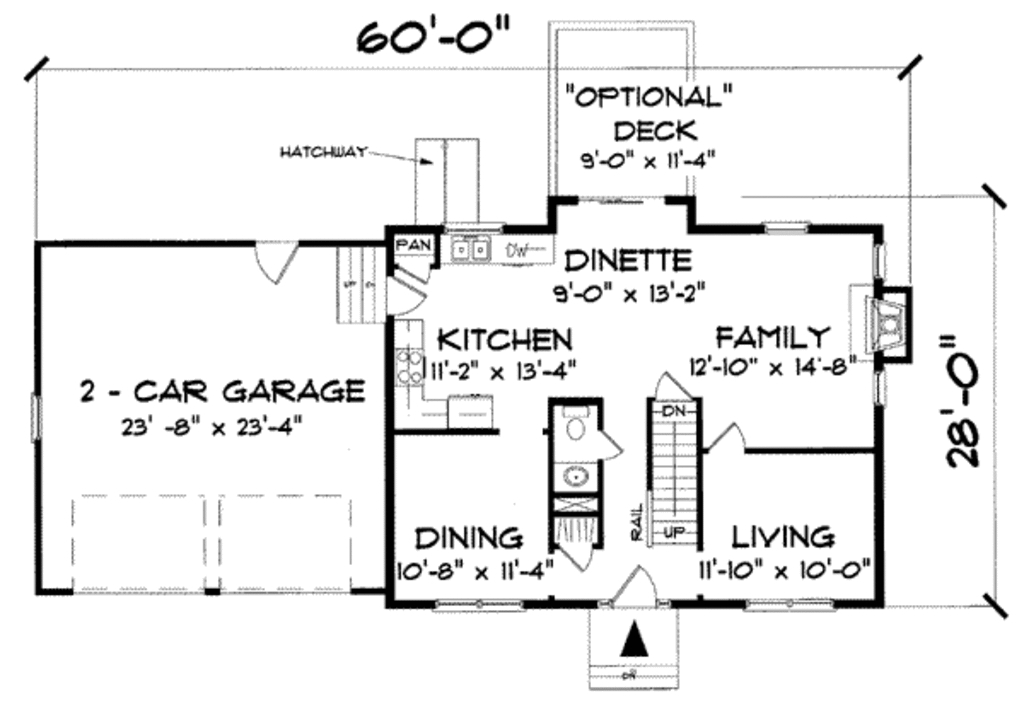 60'-0"
"OPTIONAL"
DECK
9'-0" x 11'-4"
HATCHWAY
PAN
DW
DINETTE
9'-0" x 13'-2"
KITCHEN
11'-2" x 13'-4"
FAMILY
12'-10" x 14'-8"
28'-0"
2 - CAR GARAGE
23' -8" x 23'-4"
DN
RAIL
UP
DINING
10'-8" x 11'-4"
LIVING
11'-10" x 10'-0"